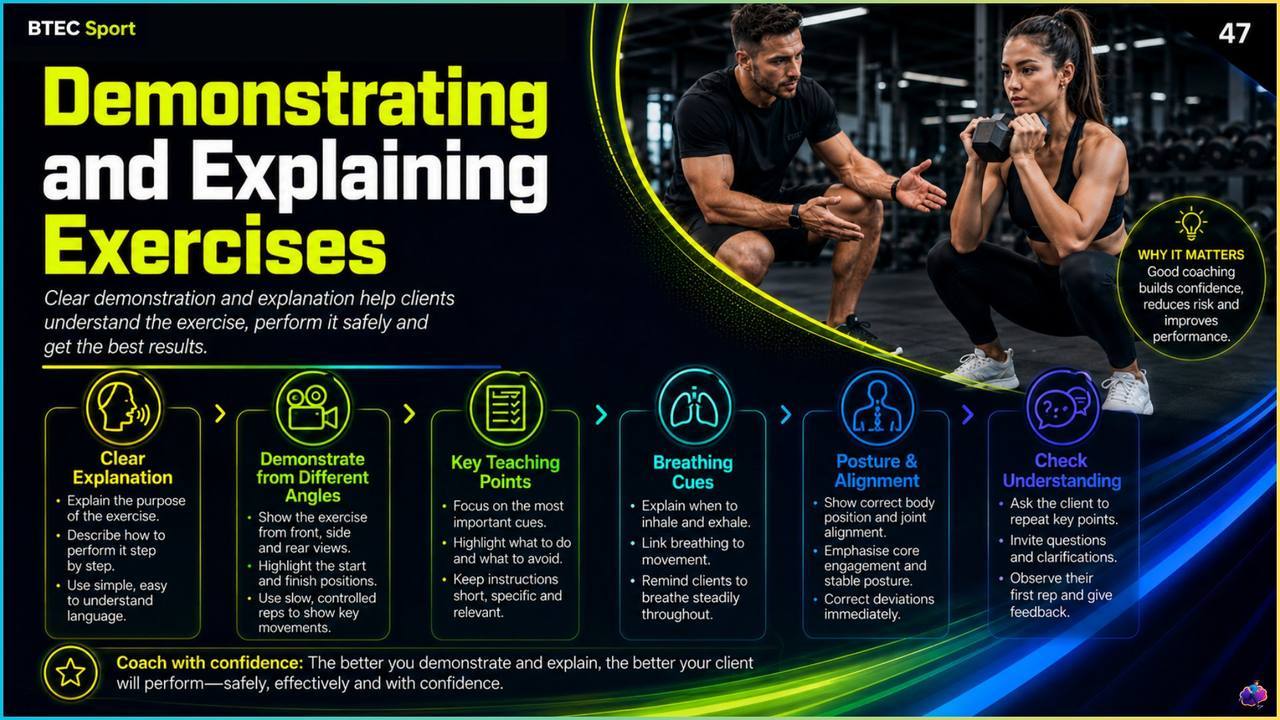 BTEC Sport
47
Demonstrating
and Explaining
Exercises
Clear demonstration and explanation help clients
understand the exercise, perform it safely and
get the best results.
WHY IT MATTERS
Good coaching
builds confidence,
reduces risk and
improves
performance.
Clear
Explanation
• Explain the purpose
of the exercise.
• Describe how to
perform it step
by step.
• Use simple, easy
to understand
language.
Demonstrate
from Different
Angles
• Show the exercise
from front, side
and rear views.
• Highlight the start
and finish positions.
• Use slow, controlled
reps to show key
movements.
Key Teaching
Points
• Focus on the most
important cues.
• Highlight what to do
and what to avoid.
• Keep instructions
short, specific and
relevant.
Breathing
Cues
• Explain when to
inhale and exhale.
• Link breathing to
movement.
• Remind clients to
breathe steadily
throughout.
Posture &
Alignment
• Show correct body
position and joint
alignment.
• Emphasise core
engagement and
stable posture.
• Correct deviations
immediately.
Check
Understanding
• Ask the client to
repeat key points.
• Invite questions
and clarifications.
• Observe their
first rep and give
feedback.
Coach with confidence: The better you demonstrate and explain, the better your client
will perform—safely, effectively and with confidence.